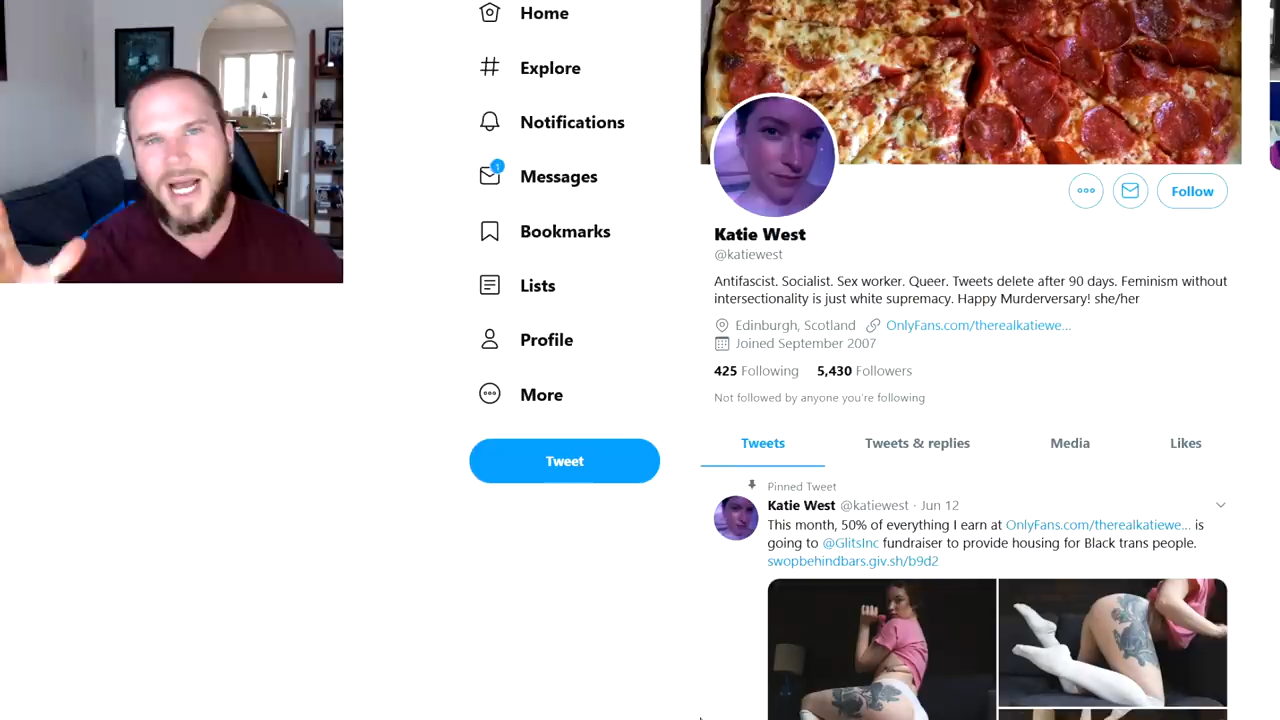 Home
Explore
Notifications
1
Messages
Bookmarks
Lists
Profile
More
Tweet
Follow
Katie West
@katiewest
Antifascist. Socialist. Sex worker. Queer. Tweets delete after 90 days. Feminism without
intersectionality is just white supremacy. Happy Murderversary! she/her
Edinburgh, Scotland OnlyFans.com/therealkatiewe...
Joined September 2007
425 Following 5,430 Followers
Not followed by anyone you're following
Tweets Tweets & replies Media Likes
Pinned Tweet
Katie West @katiewest · Jun 12
This month, 50% of everything I earn at OnlyFans.com/therealkatiewe... is
going to @GlitsInc fundraiser to provide housing for Black trans people.
swopbehindbars.giv.sh/b9d2